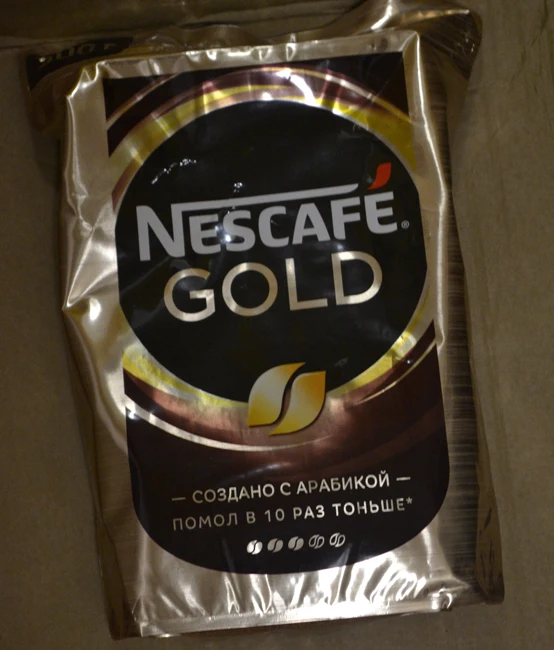 NESCAFÉ®
GOLD
— СОЗДАНО С АРАБИКОЙ —
ПОМОЛ В 10 РАЗ ТОНЬШЕ*